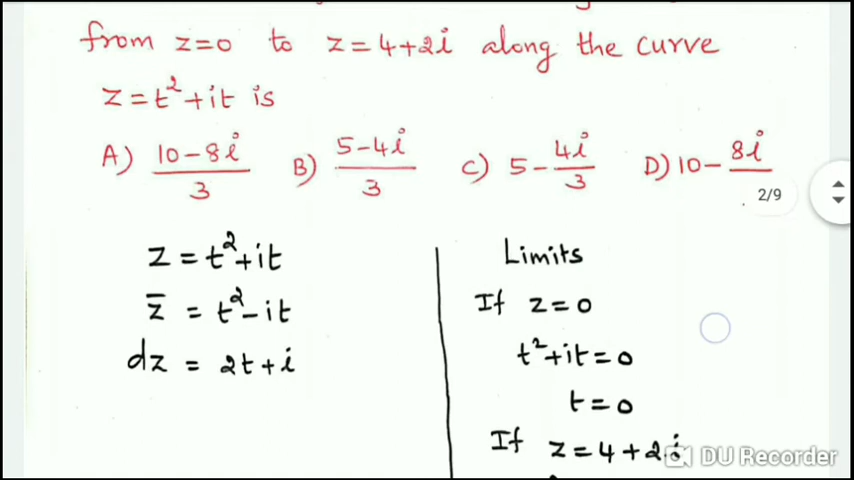 from z=0 to z=4+2i along the curve
z=t²+it is
A) 10-8i/3 B) 5-4i/3 C) 5-4i/3 D) 10-8i/
2/9
z = t²+it
z̄ = t²-it
dz = 2t+i
Limits
If z=0
t²+it=0
t=0
If z=4+2i
DU Recorder